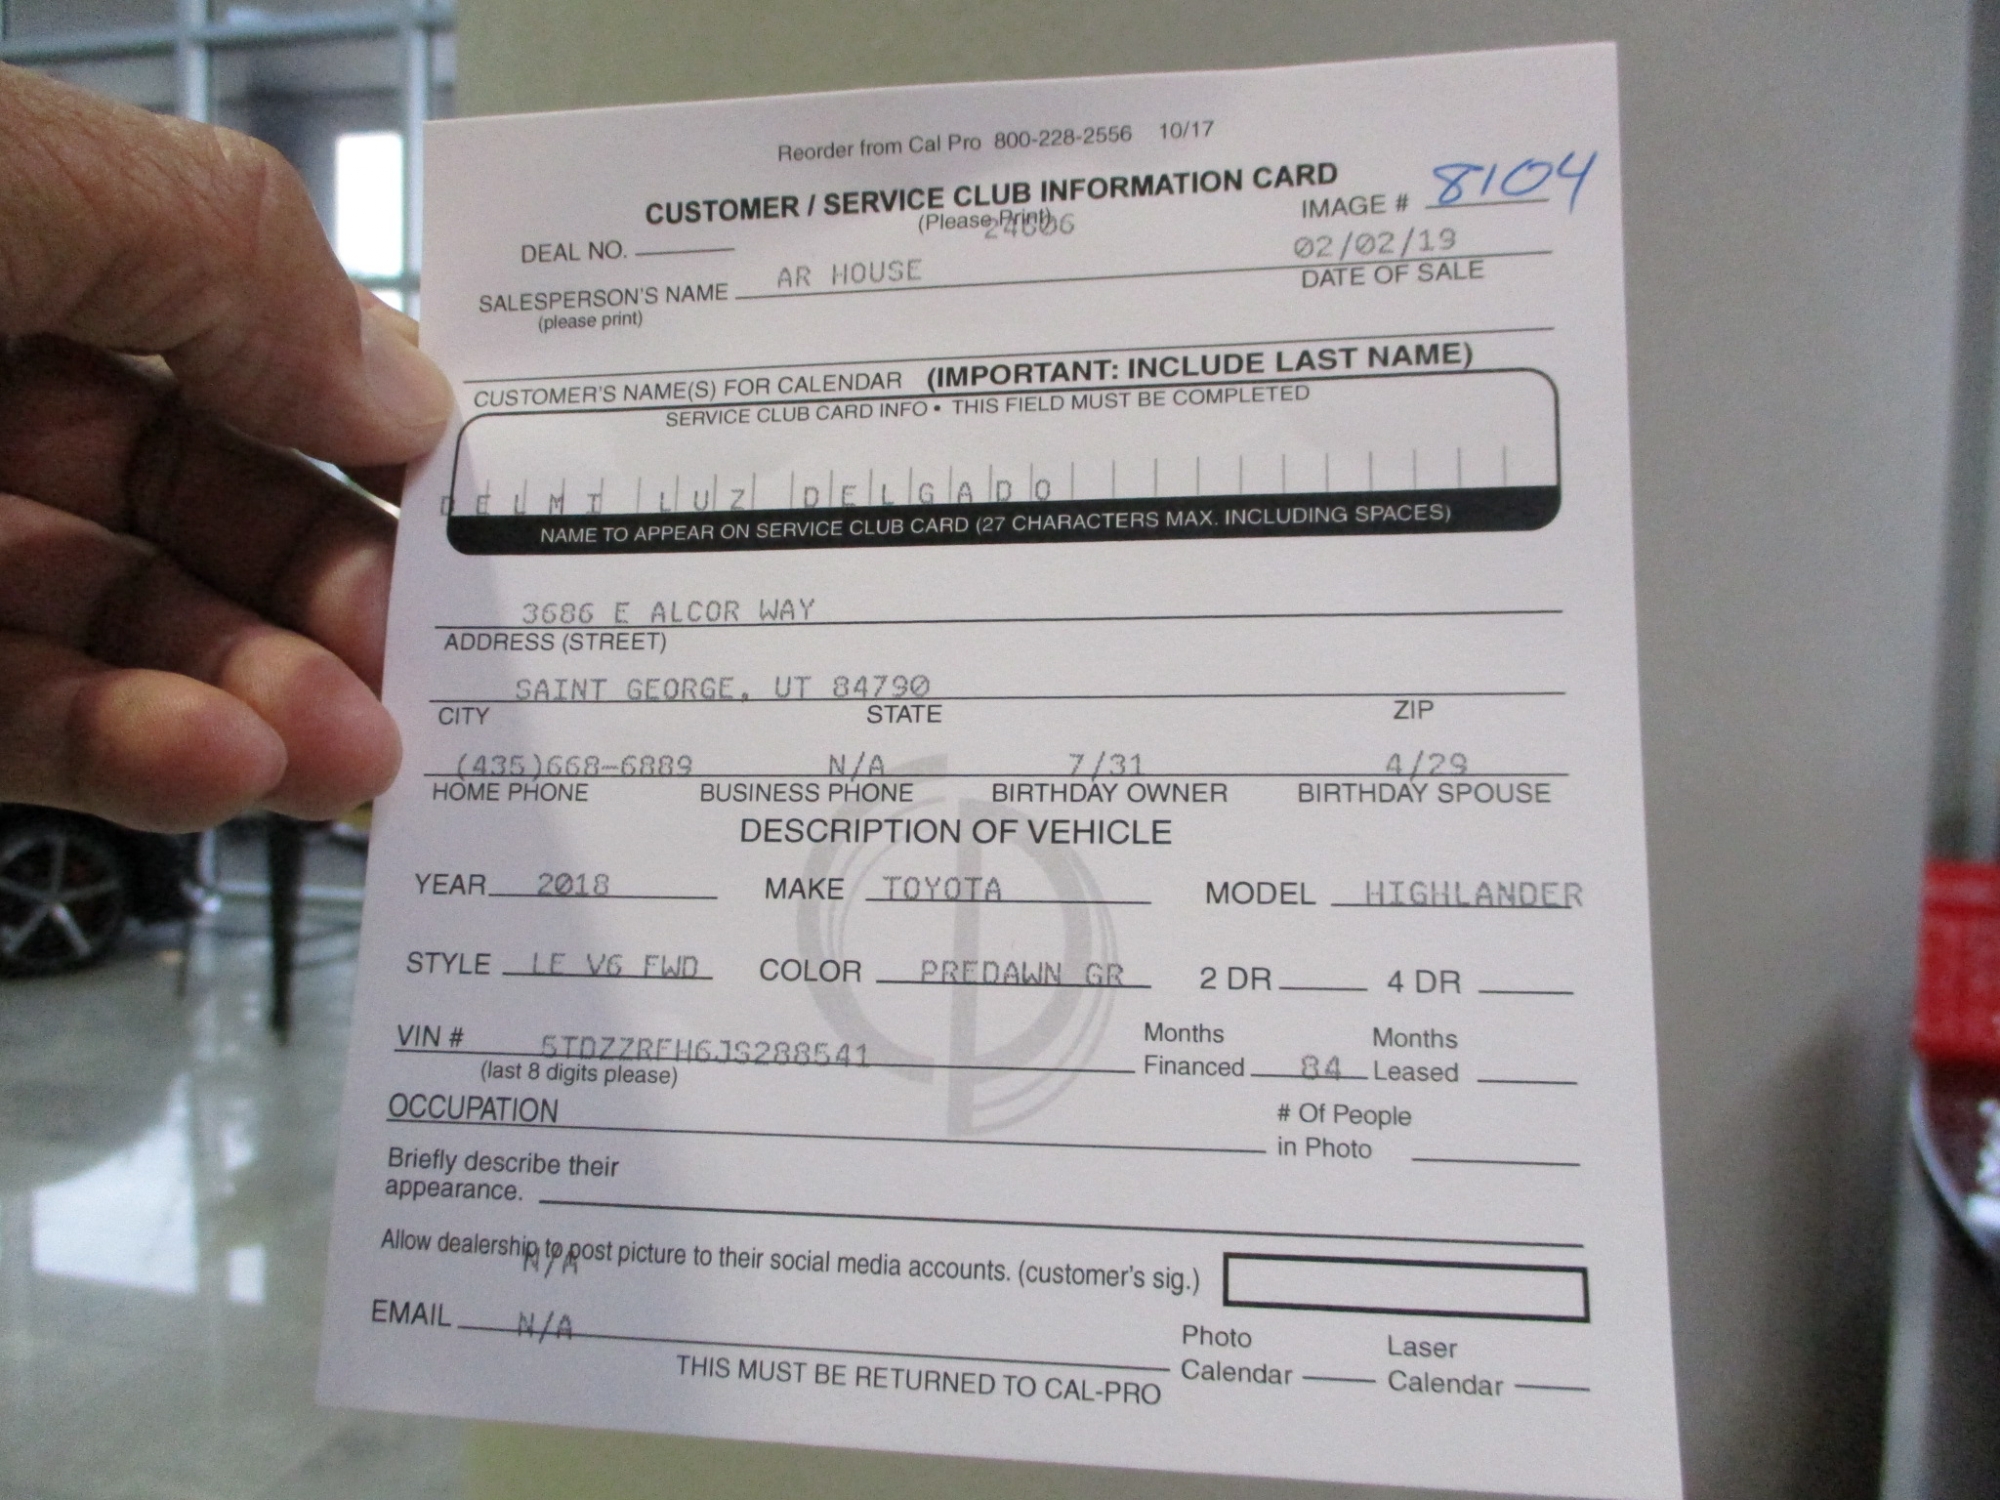 Reorder from Cal Pro 800-228-2556 10/17
CUSTOMER / SERVICE CLUB INFORMATION CARD
(Please Print)
IMAGE # 8104
DEAL NO.
02/02/19
SALESPERSON'S NAME AR HOUSE DATE OF SALE
(please print)
CUSTOMER'S NAME(S) FOR CALENDAR (IMPORTANT: INCLUDE LAST NAME)
SERVICE CLUB CARD INFO • THIS FIELD MUST BE COMPLETED
DELMI LUZ DELGADO
NAME TO APPEAR ON SERVICE CLUB CARD (27 CHARACTERS MAX. INCLUDING SPACES)
3686 E ALCOR WAY
ADDRESS (STREET)
SAINT GEORGE, UT 84790
CITY STATE ZIP
(435)668-6889 N/A 7/31 4/29
HOME PHONE BUSINESS PHONE BIRTHDAY OWNER BIRTHDAY SPOUSE
DESCRIPTION OF VEHICLE
YEAR 2018 MAKE TOYOTA MODEL HIGHLANDER
STYLE LE V6 FWD COLOR PREDAWN GR 2 DR 4 DR
VIN # 5TDZZRFH6JS288541 Months Financed 84 Months Leased
(last 8 digits please)
OCCUPATION # Of People in Photo
Briefly describe their
appearance.
Allow dealership to post picture to their social media accounts. (customer's sig.)
N/A
EMAIL N/A
Photo Calendar Laser Calendar
THIS MUST BE RETURNED TO CAL-PRO